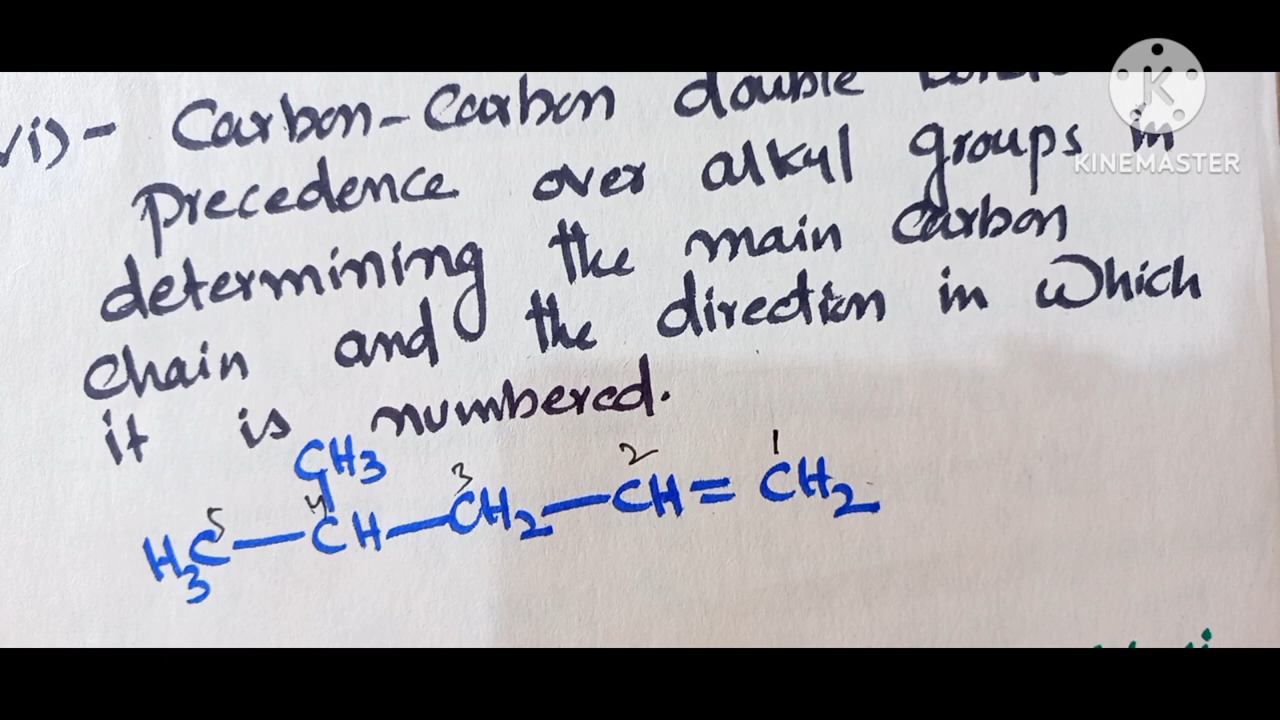 vi)- Carbon-Carbon double
precedence over alkyl groups in
determining the main carbon
chain and the direction in which
it is numbered.
CH3
5 4 3 2 1
H3C-CH-CH2-CH=CH2
K
KINEMASTER